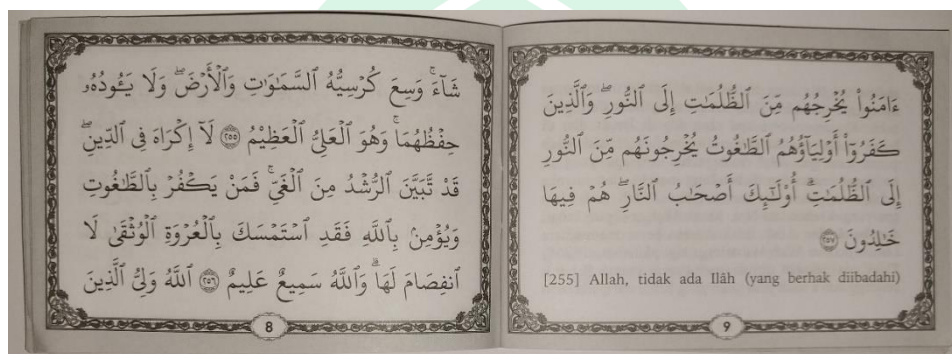 شَآءَۚ وَسِعَ كُرْسِيُّهُ ٱلسَّمَـٰوَٰتِ وَٱلْأَرْضَۖ وَلَا يَـُٔودُهُۥ
حِفْظُهُمَاۚ وَهُوَ ٱلْعَلِىُّ ٱلْعَظِيمُ ٢٥٥ لَآ إِكْرَاهَ فِى ٱلدِّينِۖ
قَد تَّبَيَّنَ ٱلرُّشْدُ مِنَ ٱلْغَىِّۚ فَمَنْ يَكْفُرْ بِٱلطَّـٰغُوتِ
وَيُؤْمِنۢ بِٱللَّهِ فَقَدِ ٱسْتَمْسَكَ بِٱلْعُرْوَةِ ٱلْوُثْقَىٰ لَا
ٱنفِصَامَ لَهَاۗ وَٱللَّهُ سَمِيعٌ عَلِيمٌ ٢٥٦ ٱللَّهُ وَلِىُّ ٱلَّذِينَ
8
ءَامَنُوا۟ يُخْرِجُهُم مِّنَ ٱلظُّلُمَـٰتِ إِلَى ٱلنُّورِۖ وَٱلَّذِينَ
كَفَرُوٓا۟ أَوْلِيَآؤُهُمُ ٱلطَّـٰغُوتُ يُخْرِجُونَهُم مِّنَ ٱلنُّورِ
إِلَى ٱلظُّلُمَـٰتِۗ أُو۟لَـٰٓئِكَ أَصْحَـٰبُ ٱلنَّارِۖ هُمْ فِيهَا
خَـٰلِدُونَ ٢٥٧
[255] Allah, tidak ada Ilâh (yang berhak diibadahi)
9